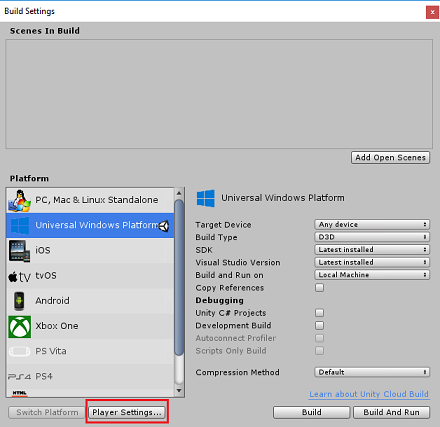 Build Settings
Scenes In Build
Add Open Scenes
Platform
PC, Mac & Linux Standalone
Universal Windows Platform
iOS
tv tvOS
Android
Xbox One
PS Vita
PS4
HTML
Universal Windows Platform
Target Device Any device
Build Type D3D
SDK Latest installed
Visual Studio Version Latest installed
Build and Run on Local Machine
Copy References
Debugging
Unity C# Projects
Development Build
Autoconnect Profiler
Scripts Only Build
Compression Method Default
Learn about Unity Cloud Build
Switch Platform Player Settings... Build Build And Run